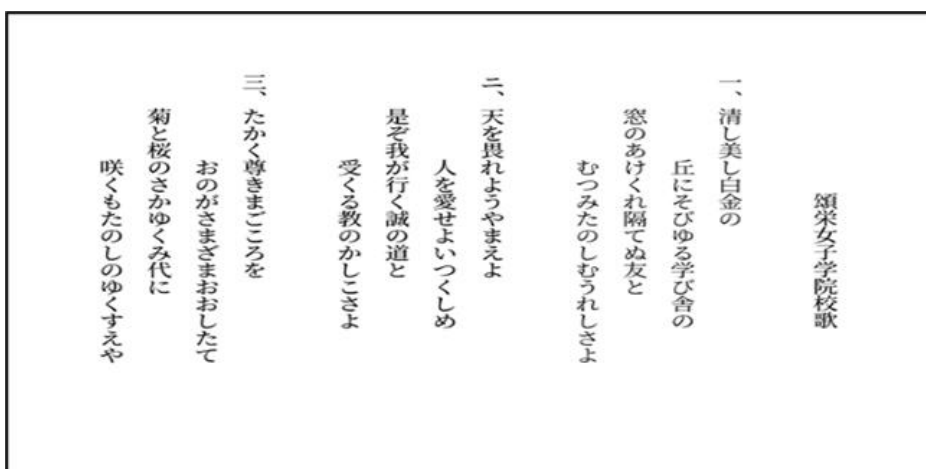 頌栄女子学院校歌
一、清し美し白金の
丘にそびゆる学び舎の
窓のあけくれ隔てぬ友と
むつみたのしむうれしさよ
二、天を畏れようやまえよ
人を愛せよいつくしめ
是ぞ我が行く誠の道と
受くる教のかしこさよ
三、たかく尊きまごころを
おのがさまざまおおしたて
菊と桜のさかゆくみ代に
咲くもたのしのゆくすえや